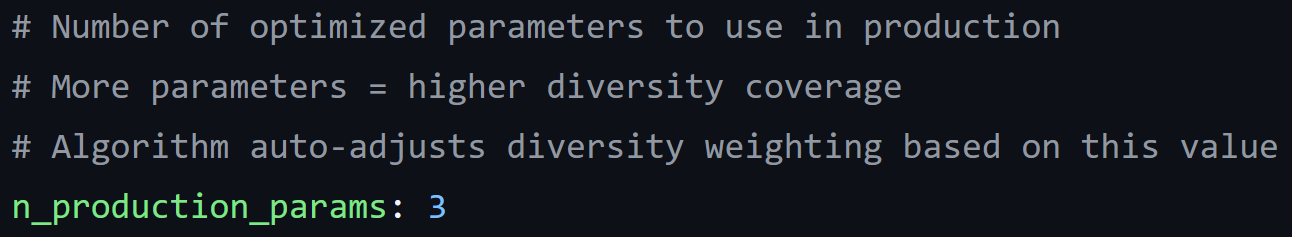 # Number of optimized parameters to use in production
# More parameters = higher diversity coverage
# Algorithm auto-adjusts diversity weighting based on this value
n_production_params: 3